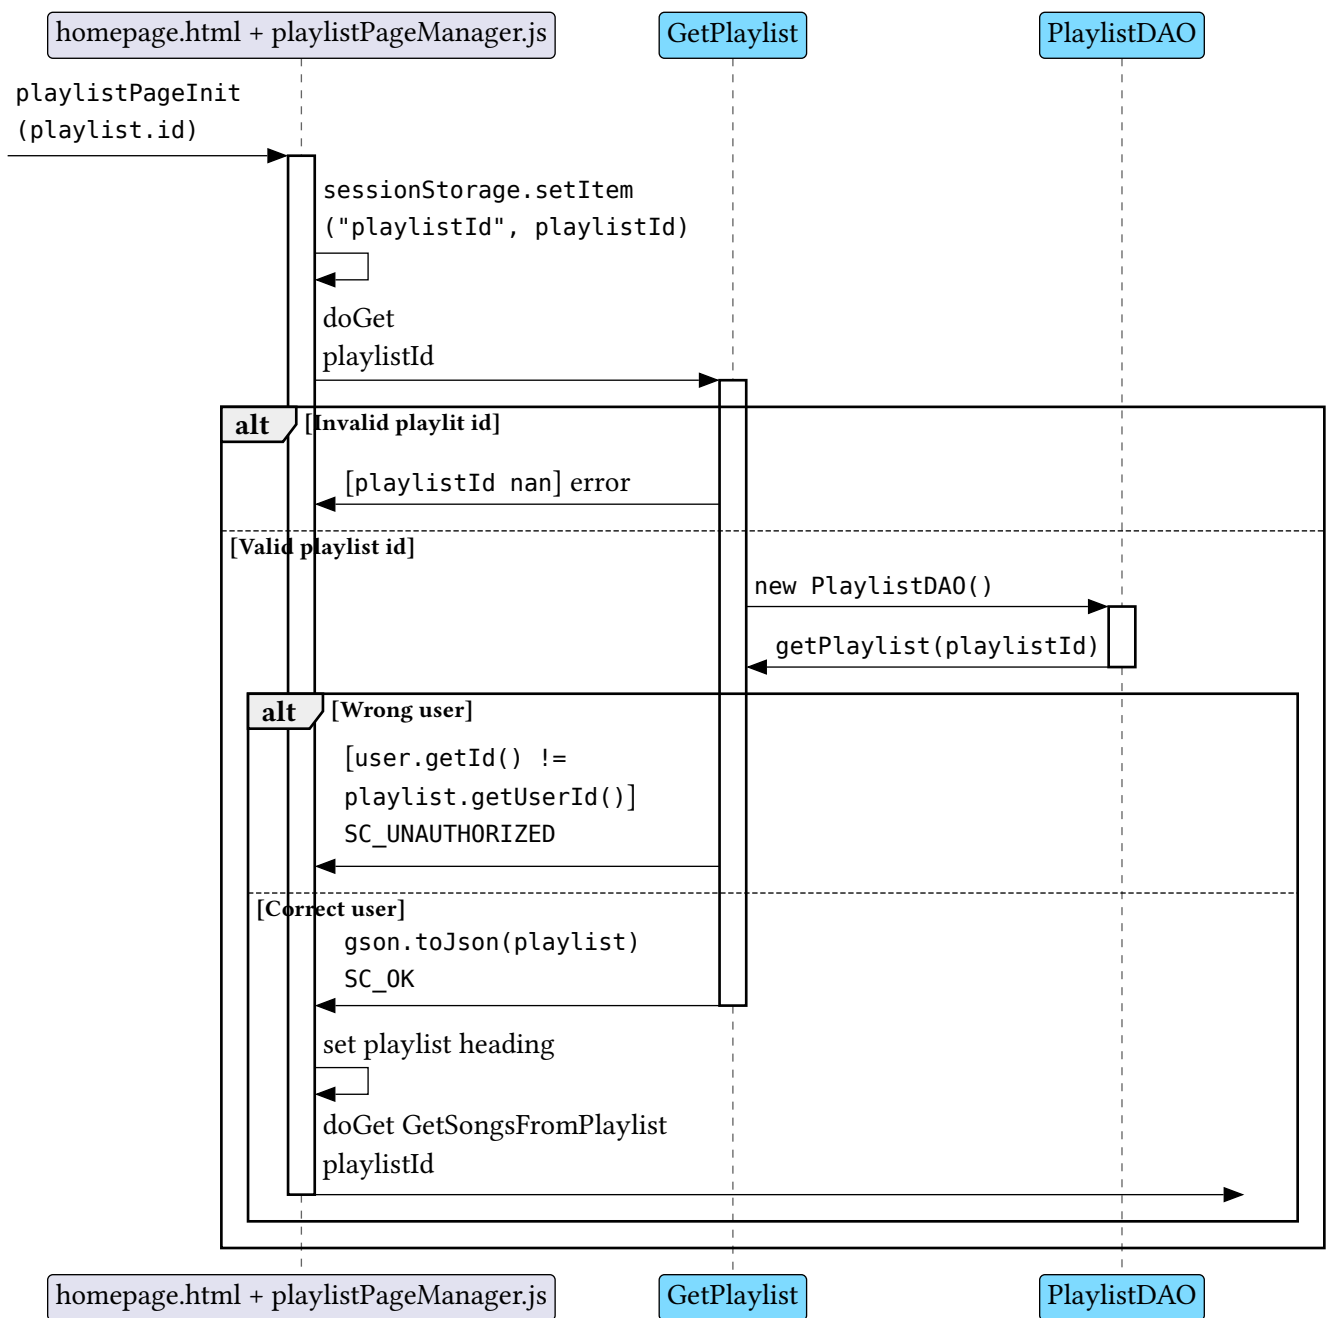 homepage.html + playlistPageManager.js
GetPlaylist
PlaylistDAO
playlistPageInit
(playlist.id)
sessionStorage.setItem
("playlistId", playlistId)
doGet
playlistId
alt
[Invalid playlit id]
[playlistId nan] error
[Valid playlist id]
new PlaylistDAO()
getPlaylist(playlistId)
alt
[Wrong user]
[user.getId() !=
playlist.getUserId()]
SC_UNAUTHORIZED
[Correct user]
gson.toJson(playlist)
SC_OK
set playlist heading
doGet GetSongsFromPlaylist
playlistId
homepage.html + playlistPageManager.js
GetPlaylist
PlaylistDAO